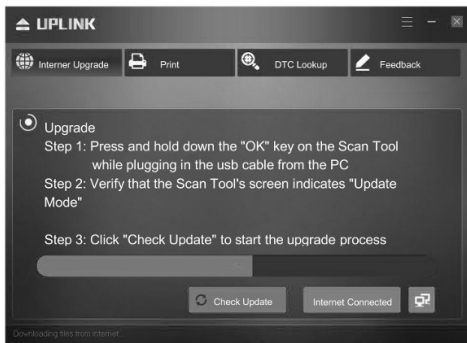 UPLINK
Interner Upgrade Print DTC Lookup Feedback
Upgrade
Step 1: Press and hold down the "OK" key on the Scan Tool
while plugging in the usb cable from the PC
Step 2: Verify that the Scan Tool's screen indicates "Update
Mode"
Step 3: Click "Check Update" to start the upgrade process
Check Update Internet Connected
Downloading files from internet...